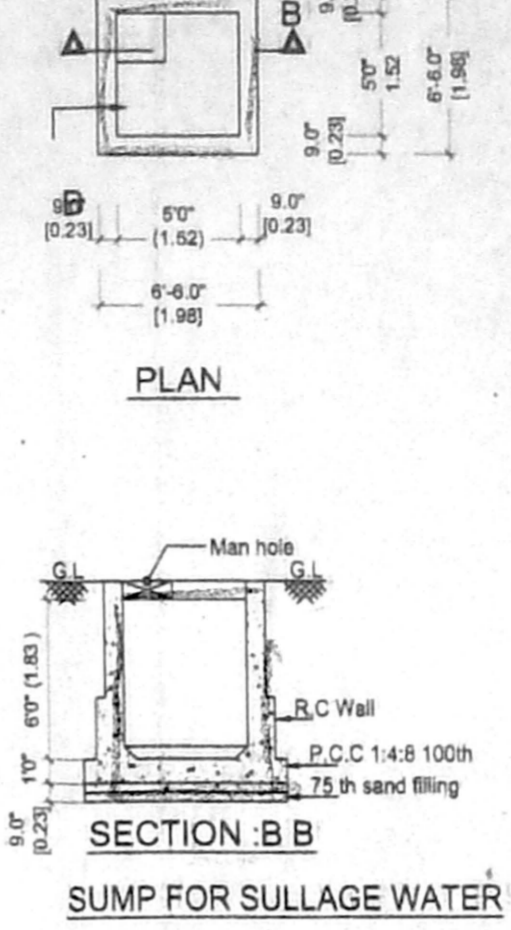 B
5'0"
1.52
6'-6.0"
[1.98]
9.0"
[0.23]
B
[0.23]
5'0"
(1.52)
9.0"
[0.23]
6'-6.0"
[1.98]
PLAN
Man hole
G.L
G.L
6'0" (1.83 )
R.C Wall
P.C.C 1:4:8 100th
1'0"
75 th sand filling
9.0"
[0.23]
SECTION :B B
SUMP FOR SULLAGE WATER